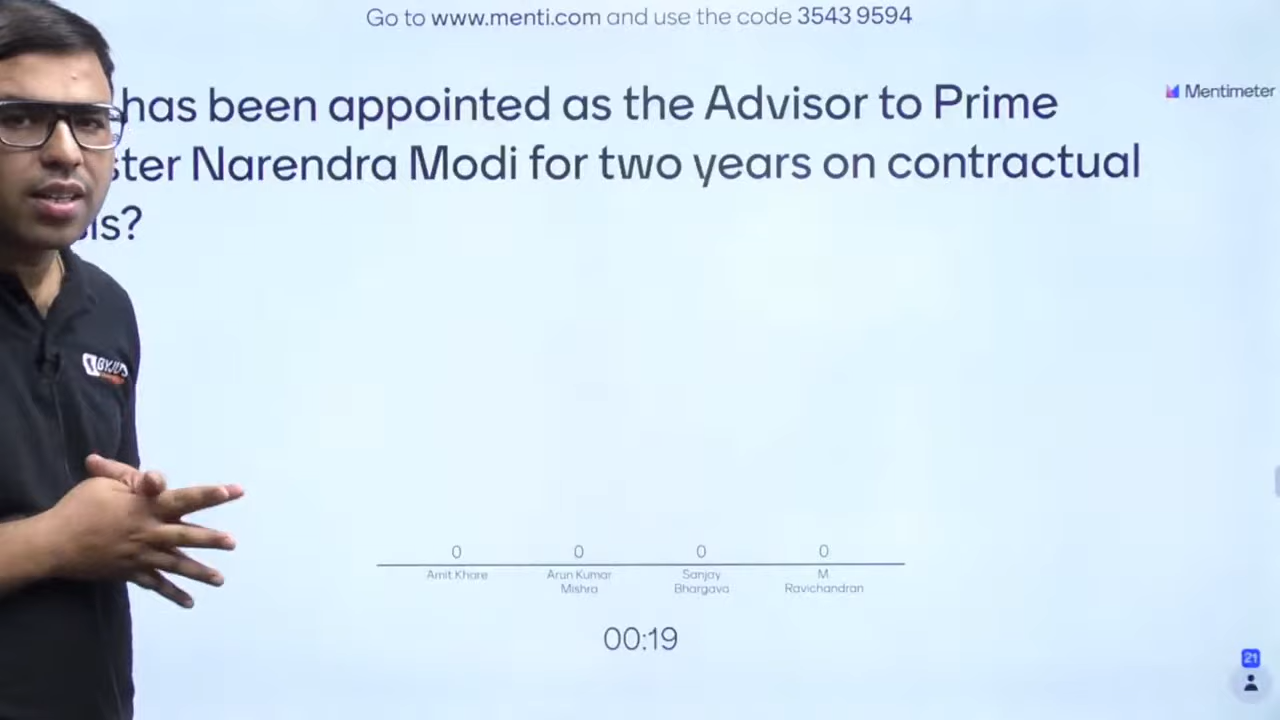 Go to www.menti.com and use the code 3543 9594
has been appointed as the Advisor to Prime
Mentimeter
ster Narendra Modi for two years on contractual
is?
BYJU'S
0 0 0 0
Amit Khare Arun Kumar Sanjay M
Mishra Bhargava Ravichandran
00:19
21